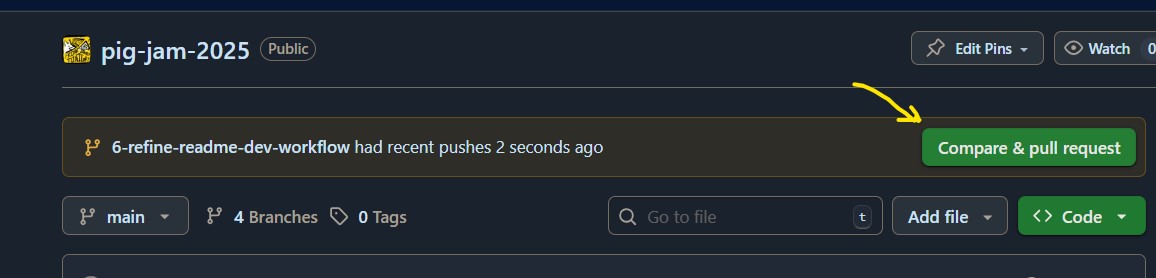 pig-jam-2025 Public Edit Pins Watch 0
6-refine-readme-dev-workflow had recent pushes 2 seconds ago Compare & pull request
main 4 Branches 0 Tags Go to file t Add file <> Code